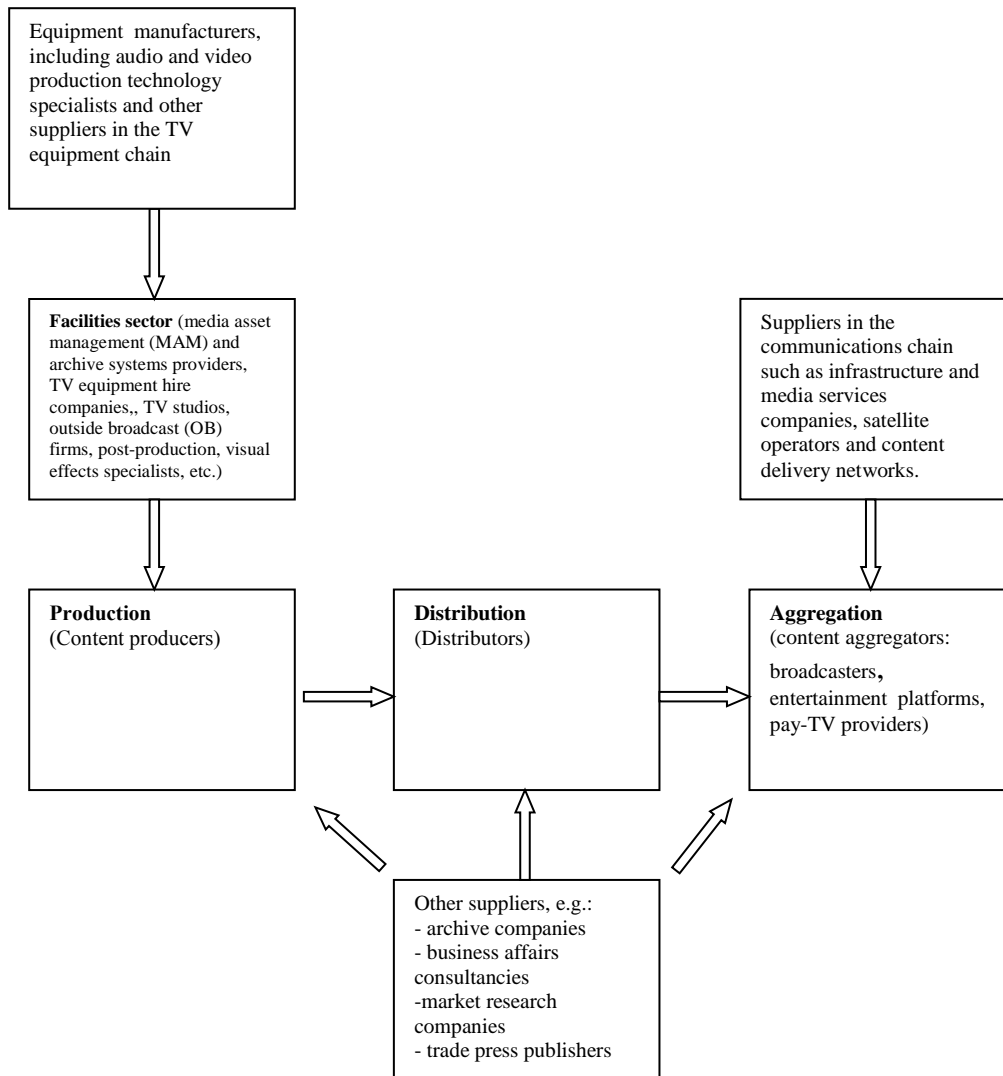 Equipment manufacturers,
including audio and video
production technology
specialists and other
suppliers in the TV
equipment chain
Facilities sector (media asset
management (MAM) and
archive systems providers,
TV equipment hire
companies,, TV studios,
outside broadcast (OB)
firms, post-production, visual
effects specialists, etc.)
Suppliers in the
communications chain
such as infrastructure and
media services
companies, satellite
operators and content
delivery networks.
Production
(Content producers)
Distribution
(Distributors)
Aggregation
(content aggregators:
broadcasters,
entertainment platforms,
pay-TV providers)
Other suppliers, e.g.:
- archive companies
- business affairs
consultancies
-market research
companies
- trade press publishers